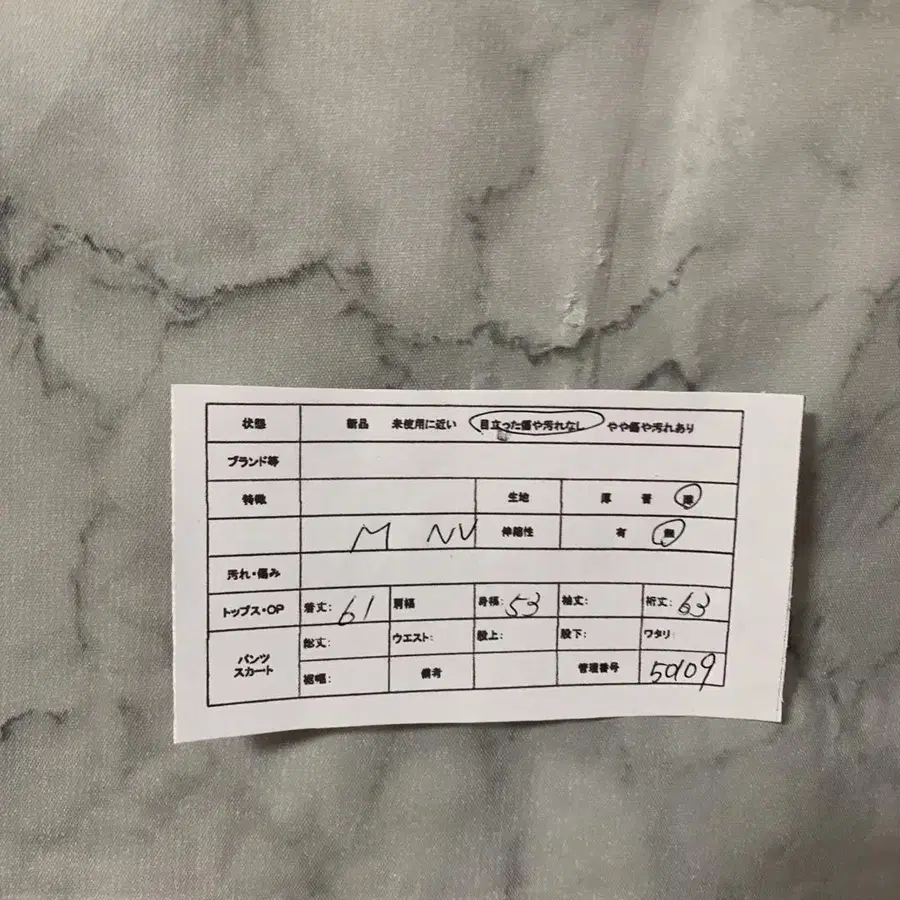 状態 新品 未使用に近い 目立った傷や汚れなし やや傷や汚れあり
ブランド等
特徴 生地 厚 普 薄
M NV 伸縮性 有 無
汚れ・傷み
トップス・OP 着丈: 61 肩幅 身幅: 53 袖丈: 裄丈: 63
パンツ スカート 総丈: ウエスト: 股上: 股下: ワタリ:
裾幅: 備考 管理番号 50109